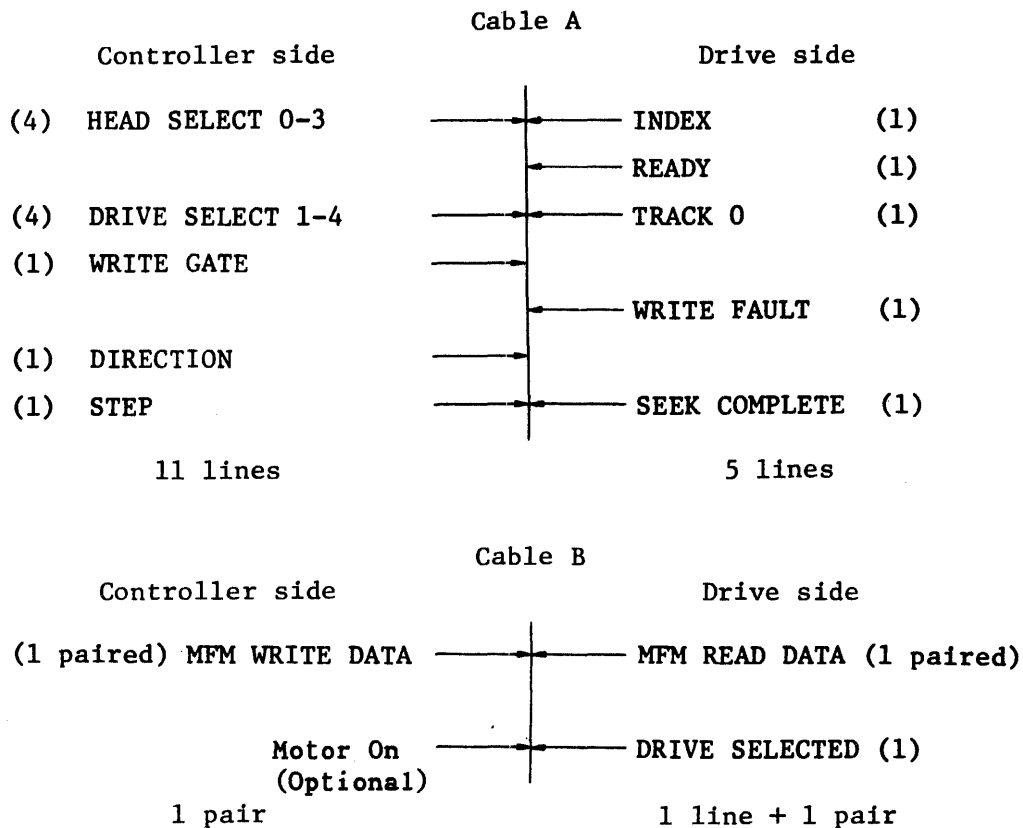 Cable A
Controller side Drive side
(4) HEAD SELECT 0-3 INDEX (1)
READY (1)
(4) DRIVE SELECT 1-4 TRACK 0 (1)
(1) WRITE GATE
WRITE FAULT (1)
(1) DIRECTION
(1) STEP SEEK COMPLETE (1)
11 lines 5 lines
Cable B
Controller side Drive side
(1 paired) MFM WRITE DATA MFM READ DATA (1 paired)
Motor On DRIVE SELECTED (1)
(Optional)
1 pair 1 line + 1 pair